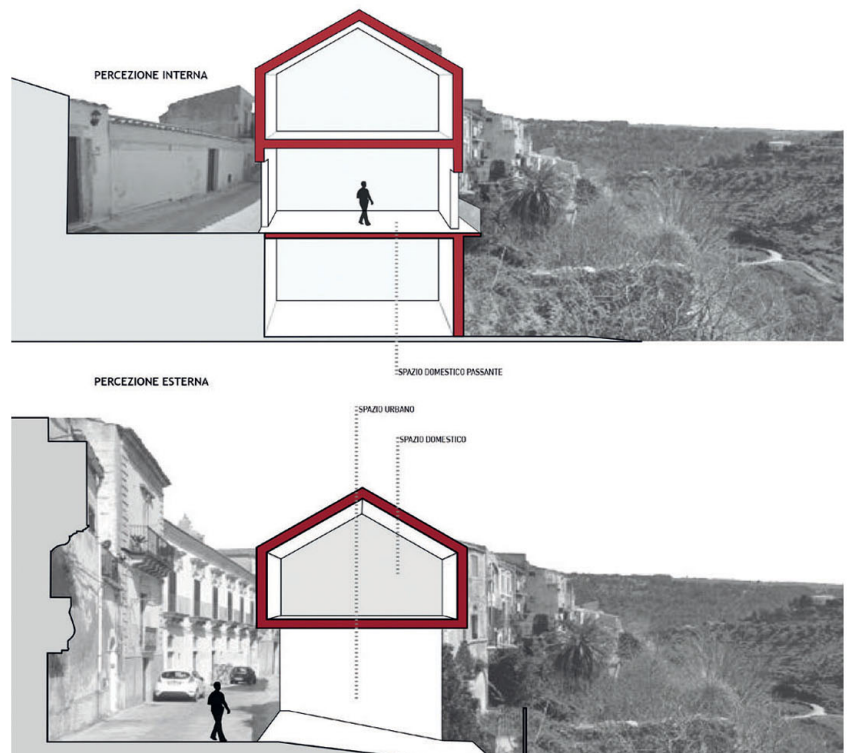 PERCEZIONE INTERNA
SPAZIO DOMESTICO PASSANTE
PERCEZIONE ESTERNA
SPAZIO URBANO
SPAZIO DOMESTICO